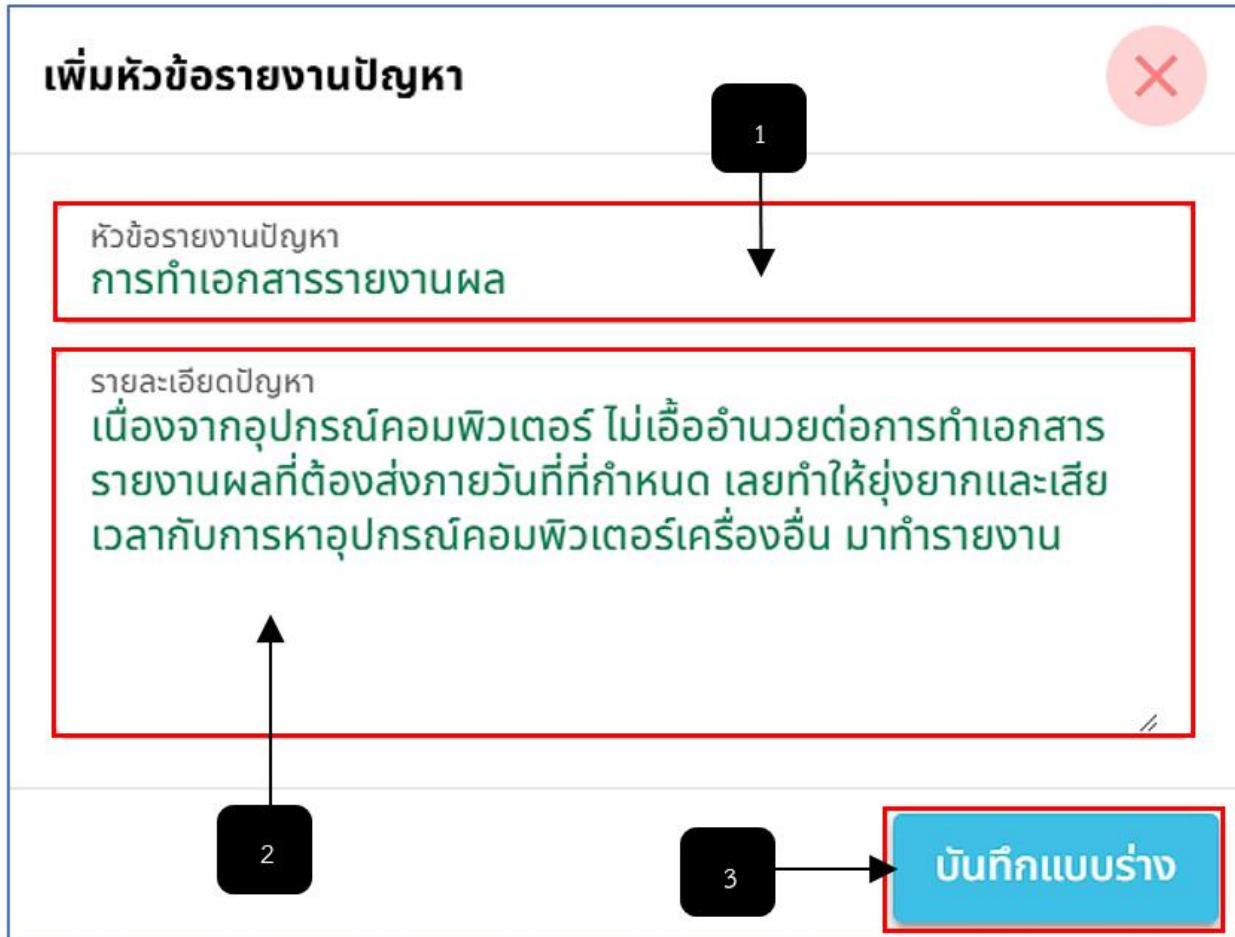 เพิ่มหัวข้อรายงานปัญหา
1
หัวข้อรายงานปัญหา
การทำเอกสารรายงานผล
รายละเอียดปัญหา
เนื่องจากอุปกรณ์คอมพิวเตอร์ ไม่เอื้ออำนวยต่อการทำเอกสาร
รายงานผลที่ต้องส่งภายวันที่ที่กำหนด เลยทำให้ยุ่งยากและเสีย
เวลากับการหาอุปกรณ์คอมพิวเตอร์เครื่องอื่น มาทำรายงาน
2
3
บันทึกแบบร่าง